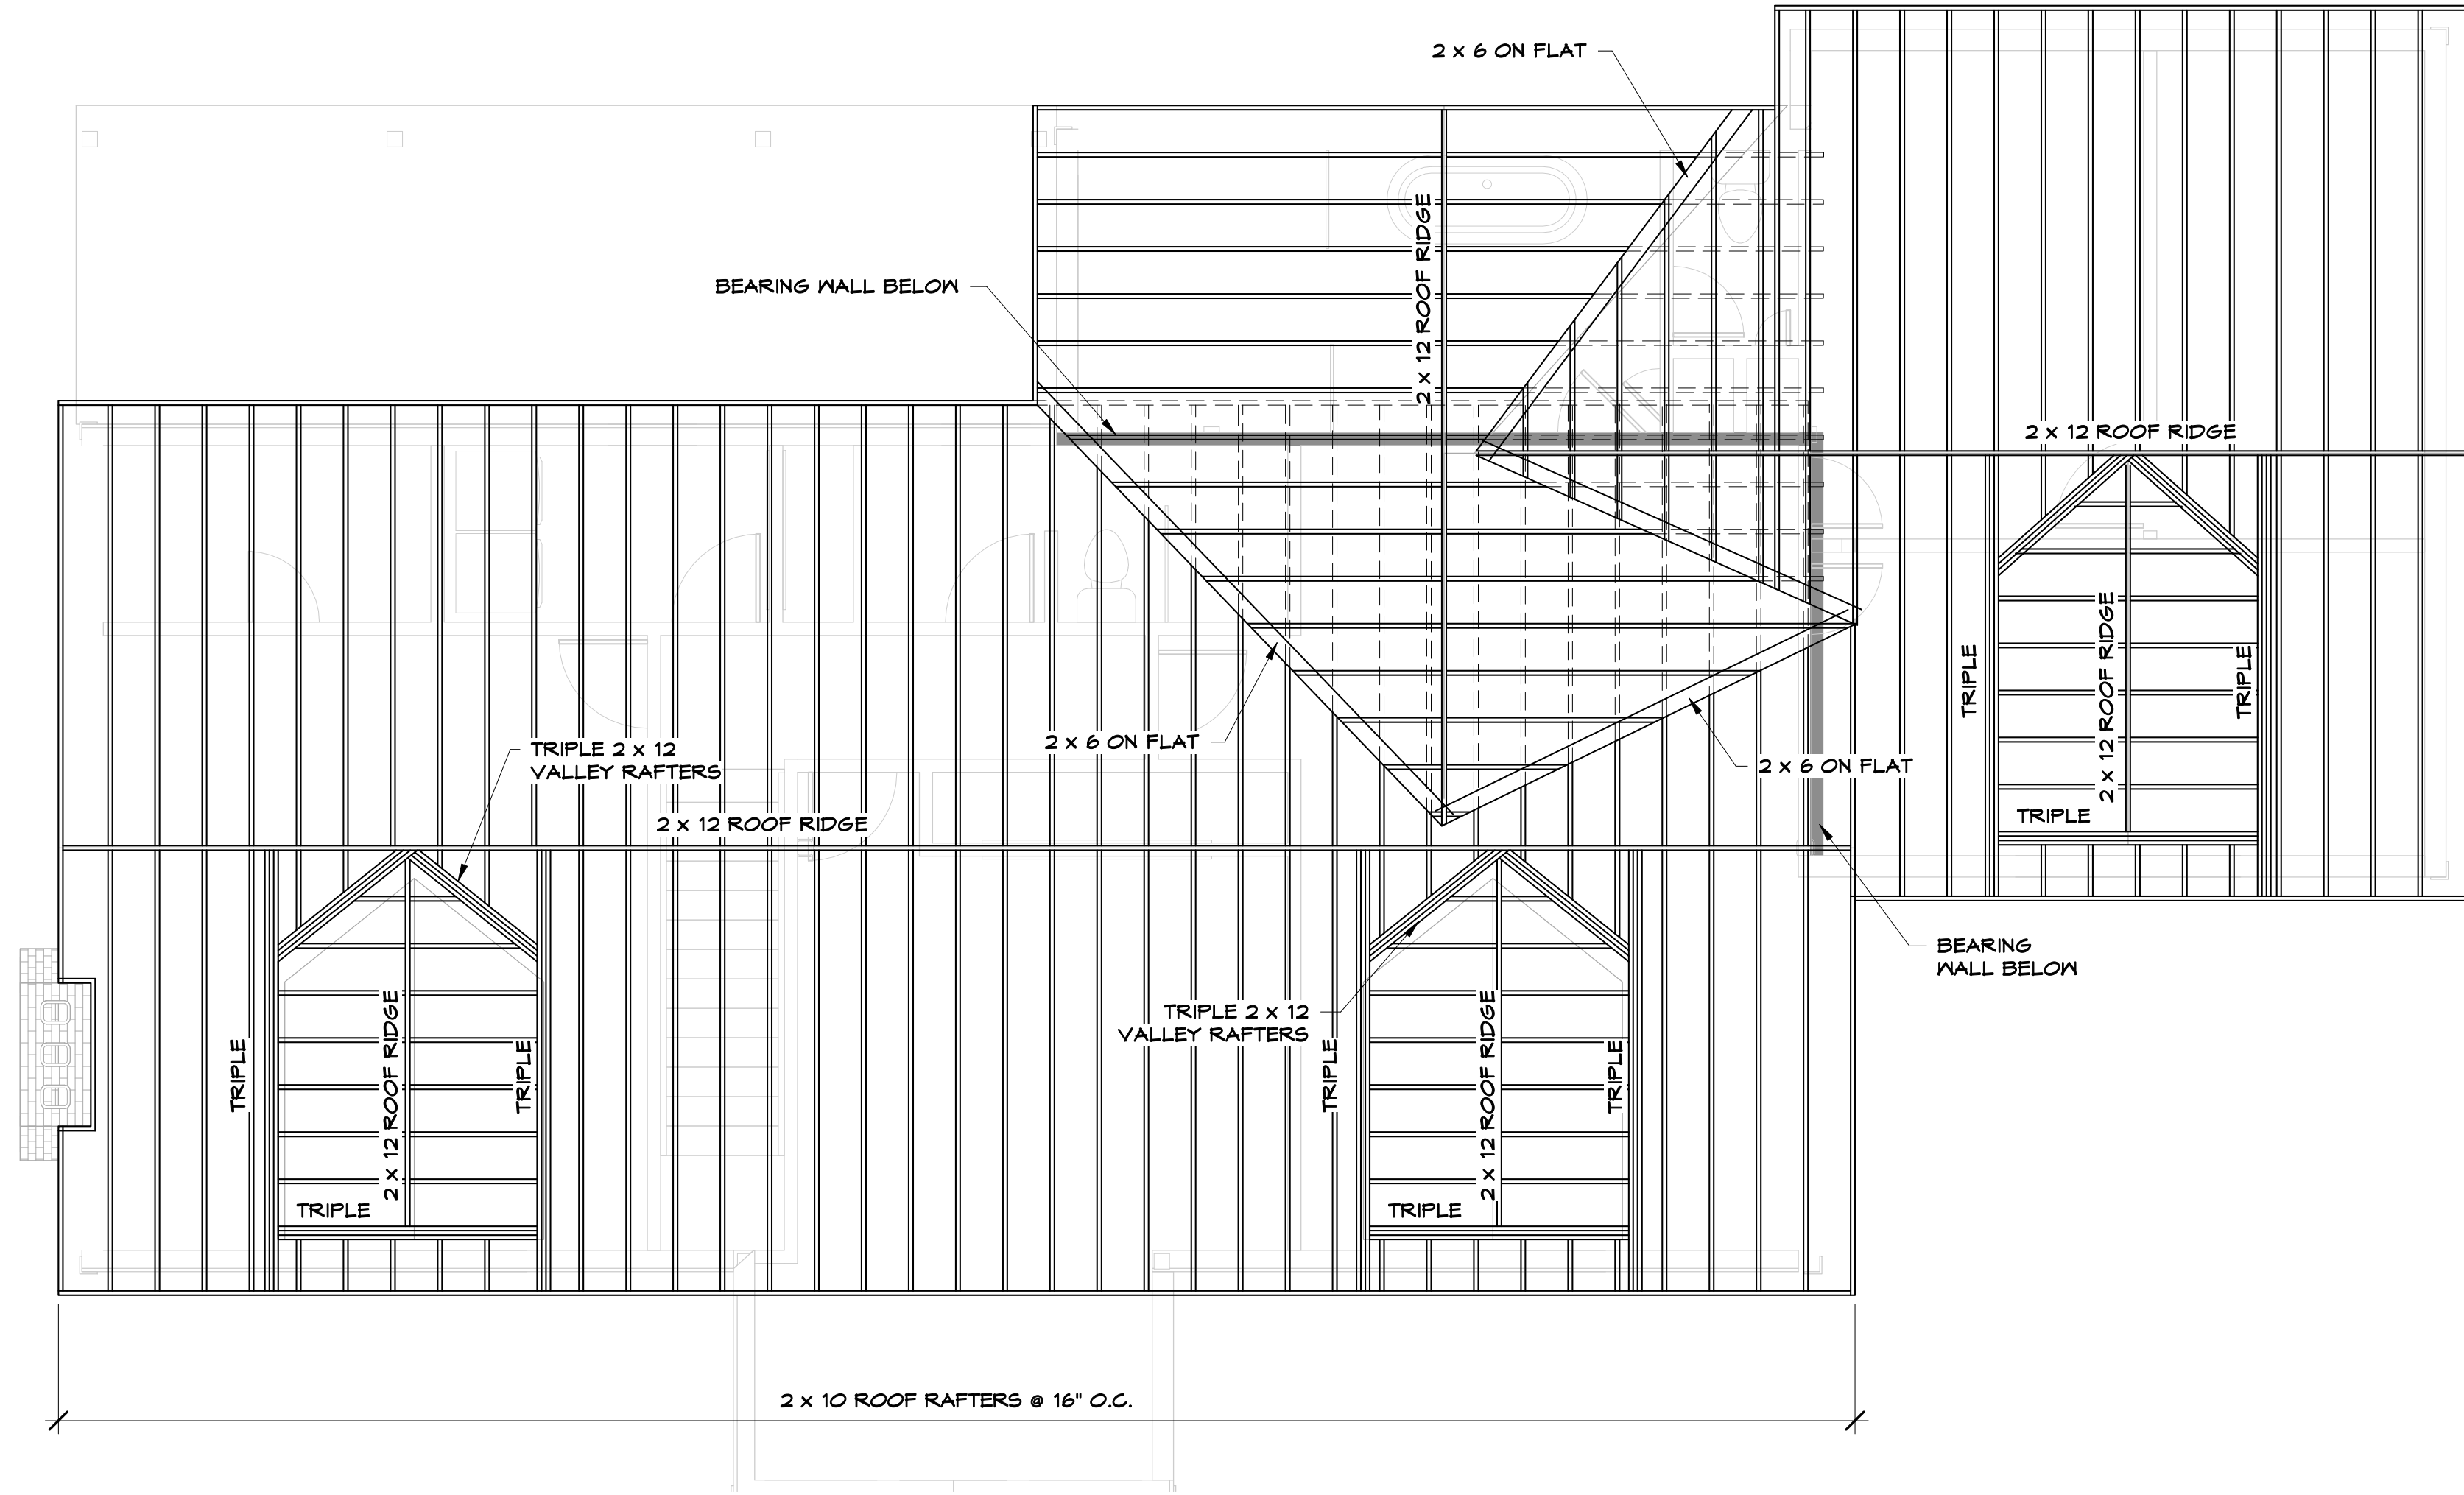 2 x 6 ON FLAT
2 x 12 ROOF RIDGE
BEARING WALL BELOW
2 x 12 ROOF RIDGE
TRIPLE
2 x 12 ROOF RIDGE
TRIPLE
TRIPLE
2 x 6 ON FLAT
2 x 6 ON FLAT
TRIPLE 2 x 12
VALLEY RAFTERS
2 x 12 ROOF RIDGE
BEARING
WALL BELOW
TRIPLE 2 x 12
VALLEY RAFTERS
TRIPLE
2 x 12 ROOF RIDGE
TRIPLE
TRIPLE
TRIPLE
2 x 12 ROOF RIDGE
TRIPLE
TRIPLE
2 x 10 ROOF RAFTERS @ 16" O.C.